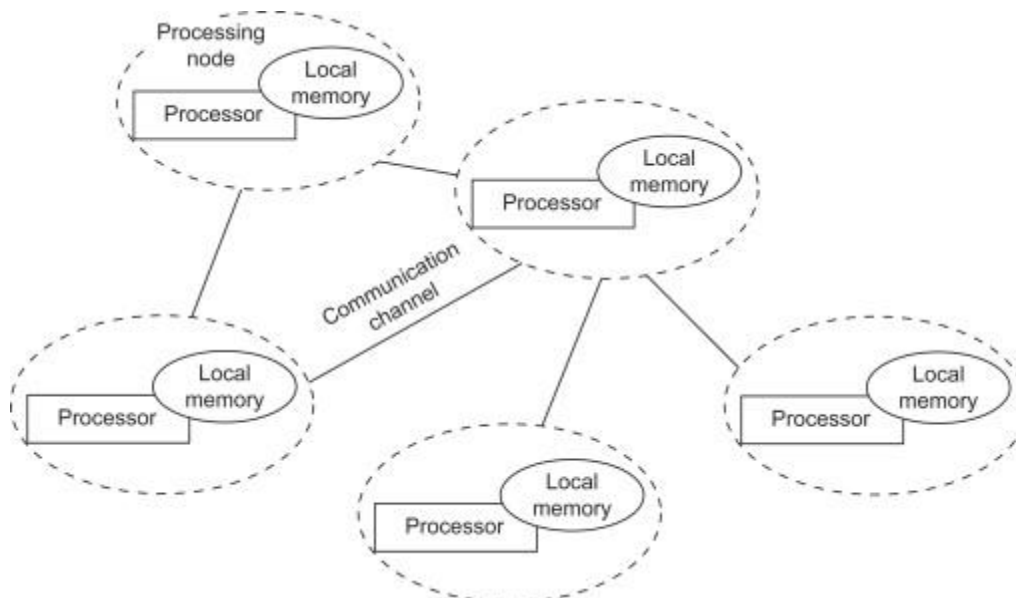 Processing
node
Local
memory
Processor
Local
memory
Processor
Communication
channel
Local
memory
Processor
Local
memory
Processor
Local
memory
Processor